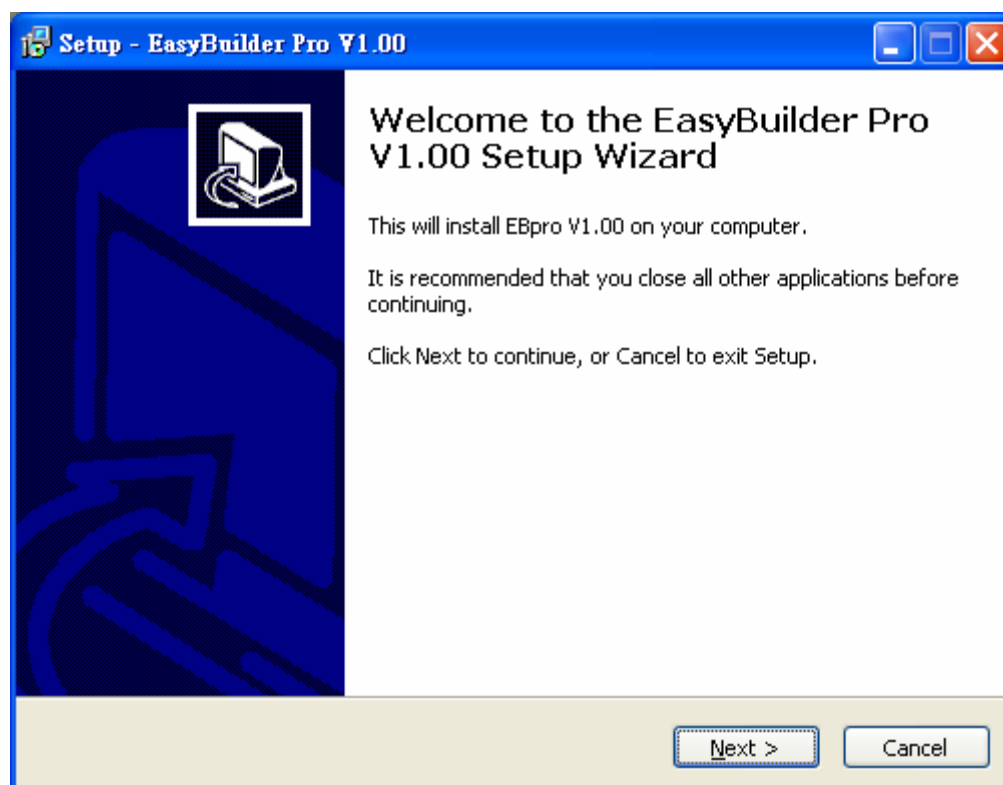 Setup - EasyBuilder Pro V1.00
Welcome to the EasyBuilder Pro
V1.00 Setup Wizard
This will install EBpro V1.00 on your computer.
It is recommended that you close all other applications before
continuing.
Click Next to continue, or Cancel to exit Setup.
Next >
Cancel